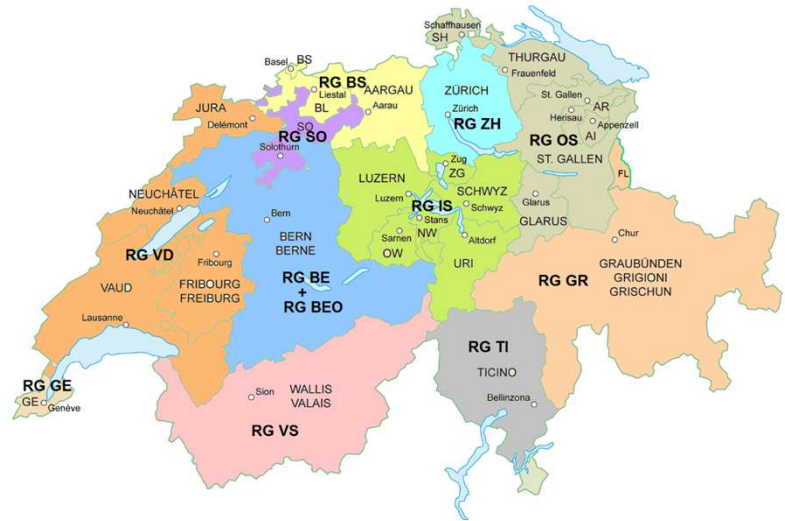 Schaffhausen
SH
THURGAU
Frauenfeld
Basel
BS
RG BS
Liestal
BL
AARGAU
Aarau
ZÜRICH
Zürich
RG ZH
St. Gallen
AR
Herisau
Appenzell
AI
RG OS
ST. GALLEN
JURA
Delémont
SO
RG SO
Solothurn
FL
Zug
ZG
LUZERN
Luzern
SCHWYZ
Schwyz
RG IS
Stans
NW
Sarnen
OW
Altdorf
URI
Glarus
GLARUS
NEUCHÂTEL
Neuchâtel
Bern
BERN
BERNE
RG BE
+
RG BEO
RG VD
Fribourg
FRIBOURG
FREIBURG
VAUD
Lausanne
Chur
GRAUBÜNDEN
GRIGIONI
GRISCHUN
RG GR
RG TI
TICINO
Bellinzona
RG GE
GE
Genève
Sion
WALLIS
VALAIS
RG VS